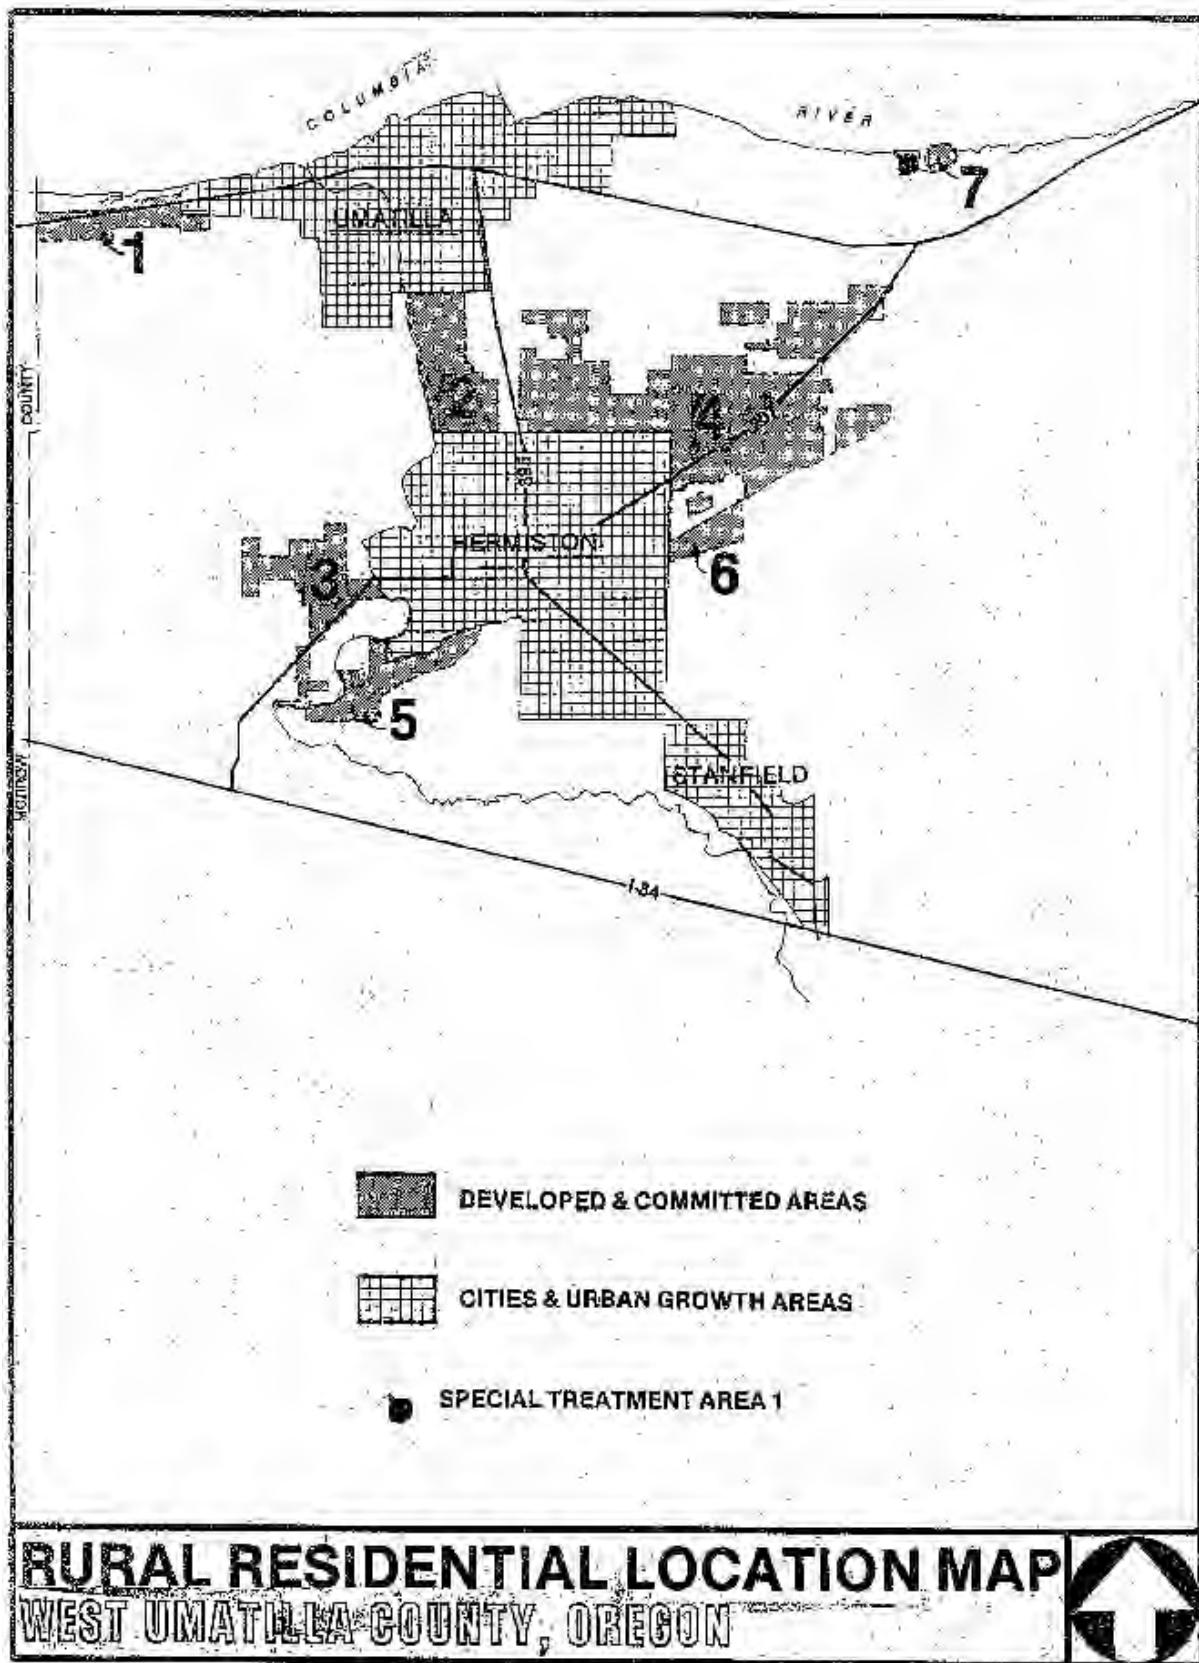 COLUMBIA
RIVER
7
UMATILLA
1
COUNTY
2
4
395
HERMISTON
3
6
5
STANFIELD
MORROW
I-84
DEVELOPED & COMMITTED AREAS
CITIES & URBAN GROWTH AREAS
SPECIAL TREATMENT AREA 1
RURAL RESIDENTIAL LOCATION MAP
WEST UMATILLA COUNTY, OREGON